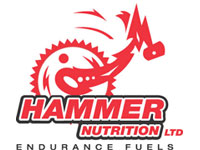 HAMMER
NUTRITION LTD
ENDURANCE FUELS